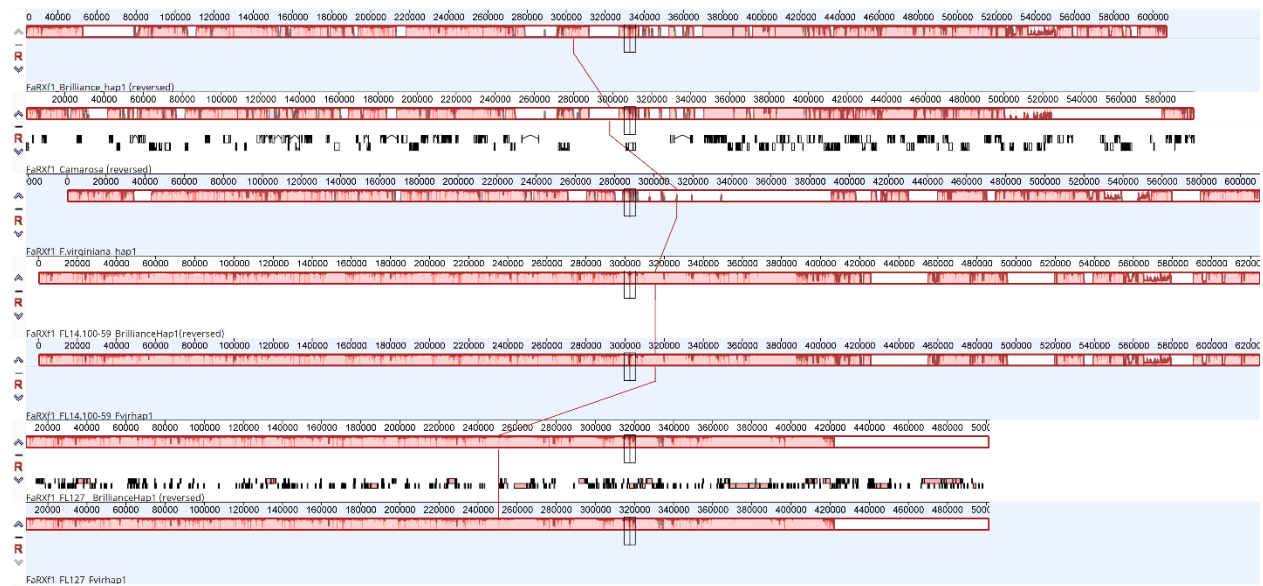 0 40000 60000 80000 100000 120000 140000 160000 180000 200000 220000 240000 260000 280000 300000 320000 340000 360000 380000 400000 420000 440000 460000 480000 500000 520000 540000 560000 580000 600000
R
FaRXf1_Brilliance_hap1 (reversed)
20000 40000 60000 80000 100000 120000 140000 160000 180000 200000 220000 240000 260000 280000 300000 320000 340000 360000 380000 400000 420000 440000 460000 480000 500000 520000 540000 560000 580000
R
FaRXf1_Camarosa (reversed)
000 0 20000 40000 60000 80000 100000 120000 140000 160000 180000 200000 220000 240000 260000 280000 300000 320000 340000 360000 380000 400000 420000 440000 460000 480000 500000 520000 540000 560000 580000 600000
R
FaRXf1_F.virginiana_hap1
0 20000 40000 60000 80000 100000 120000 140000 160000 180000 200000 220000 240000 260000 280000 300000 320000 340000 360000 380000 400000 420000 440000 460000 480000 500000 520000 540000 560000 580000 600000 62000
R
FaRXf1_FL14.100-59_BrillianceHap1(reversed)
0 20000 40000 60000 80000 100000 120000 140000 160000 180000 200000 220000 240000 260000 280000 300000 320000 340000 360000 380000 400000 420000 440000 460000 480000 500000 520000 540000 560000 580000 600000 62000
R
FaRXf1_FL14.100-59_Fvirhap1
20000 40000 60000 80000 100000 120000 140000 160000 180000 200000 220000 240000 260000 280000 300000 320000 340000 360000 380000 400000 420000 440000 460000 480000 5000
R
FaRXf1_FL127_ BrillianceHap1 (reversed)
20000 40000 60000 80000 100000 120000 140000 160000 180000 200000 220000 240000 260000 280000 300000 320000 340000 360000 380000 400000 420000 440000 460000 480000 5000
R
FaRXf1_FL127_Fvirhap1